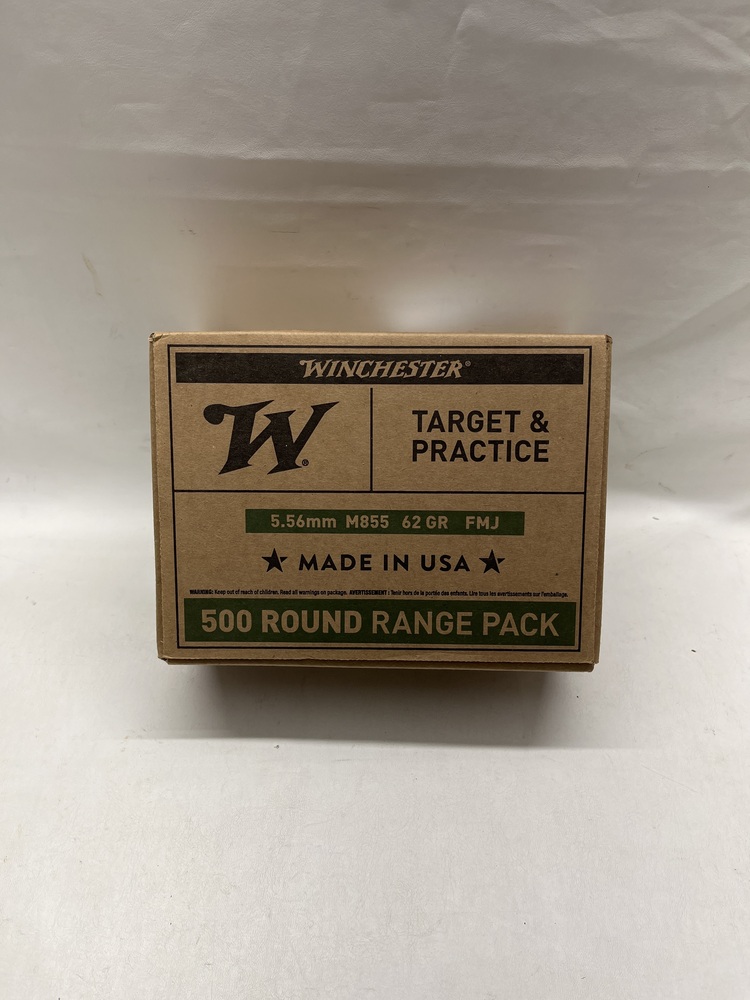 WINCHESTER®
W®
TARGET &
PRACTICE
5.56mm M855 62 GR FMJ
★ MADE IN USA ★
WARNING: Keep out of reach of children. Read all warnings on package. AVERTISSEMENT : Tenir hors de la portée des enfants. Lire tous les avertissements sur l'emballage.
500 ROUND RANGE PACK